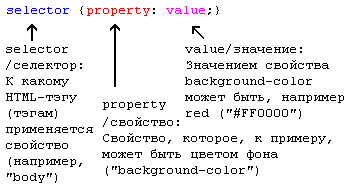 selector {property: value;}
selector
/селектор:
К какому
HTML-тэгу
(тэгам)
применяется
свойство
(например,
"body")
property
/свойство:
Свойство, которое, к примеру,
может быть цветом фона
("background-color")
value/значение:
Значением свойства
background-color
может быть, например
red ("#FF0000")